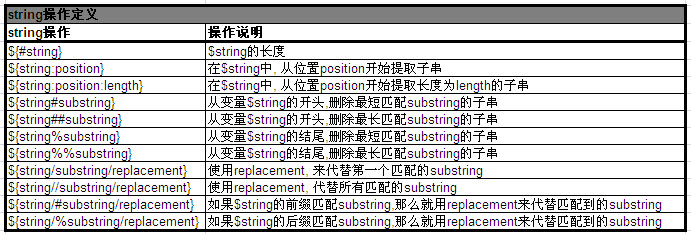 string操作定义
string操作 操作说明
${#string} $string的长度
${string:position} 在$string中, 从位置position开始提取子串
${string:position:length} 在$string中, 从位置position开始提取长度为length的子串
${string#substring} 从变量$string的开头,删除最短匹配substring的子串
${string##substring} 从变量$string的开头,删除最长匹配substring的子串
${string%substring} 从变量$string的结尾,删除最短匹配substring的子串
${string%%substring} 从变量$string的结尾,删除最长匹配substring的子串
${string/substring/replacement} 使用replacement, 来代替第一个匹配的substring
${string//substring/replacement} 使用replacement, 代替所有匹配的substring
${string/#substring/replacement} 如果$string的前缀匹配substring,那么就用replacement来代替匹配到的substring
${string/%substring/replacement} 如果$string的后缀匹配substring,那么就用replacement来代替匹配到的substring